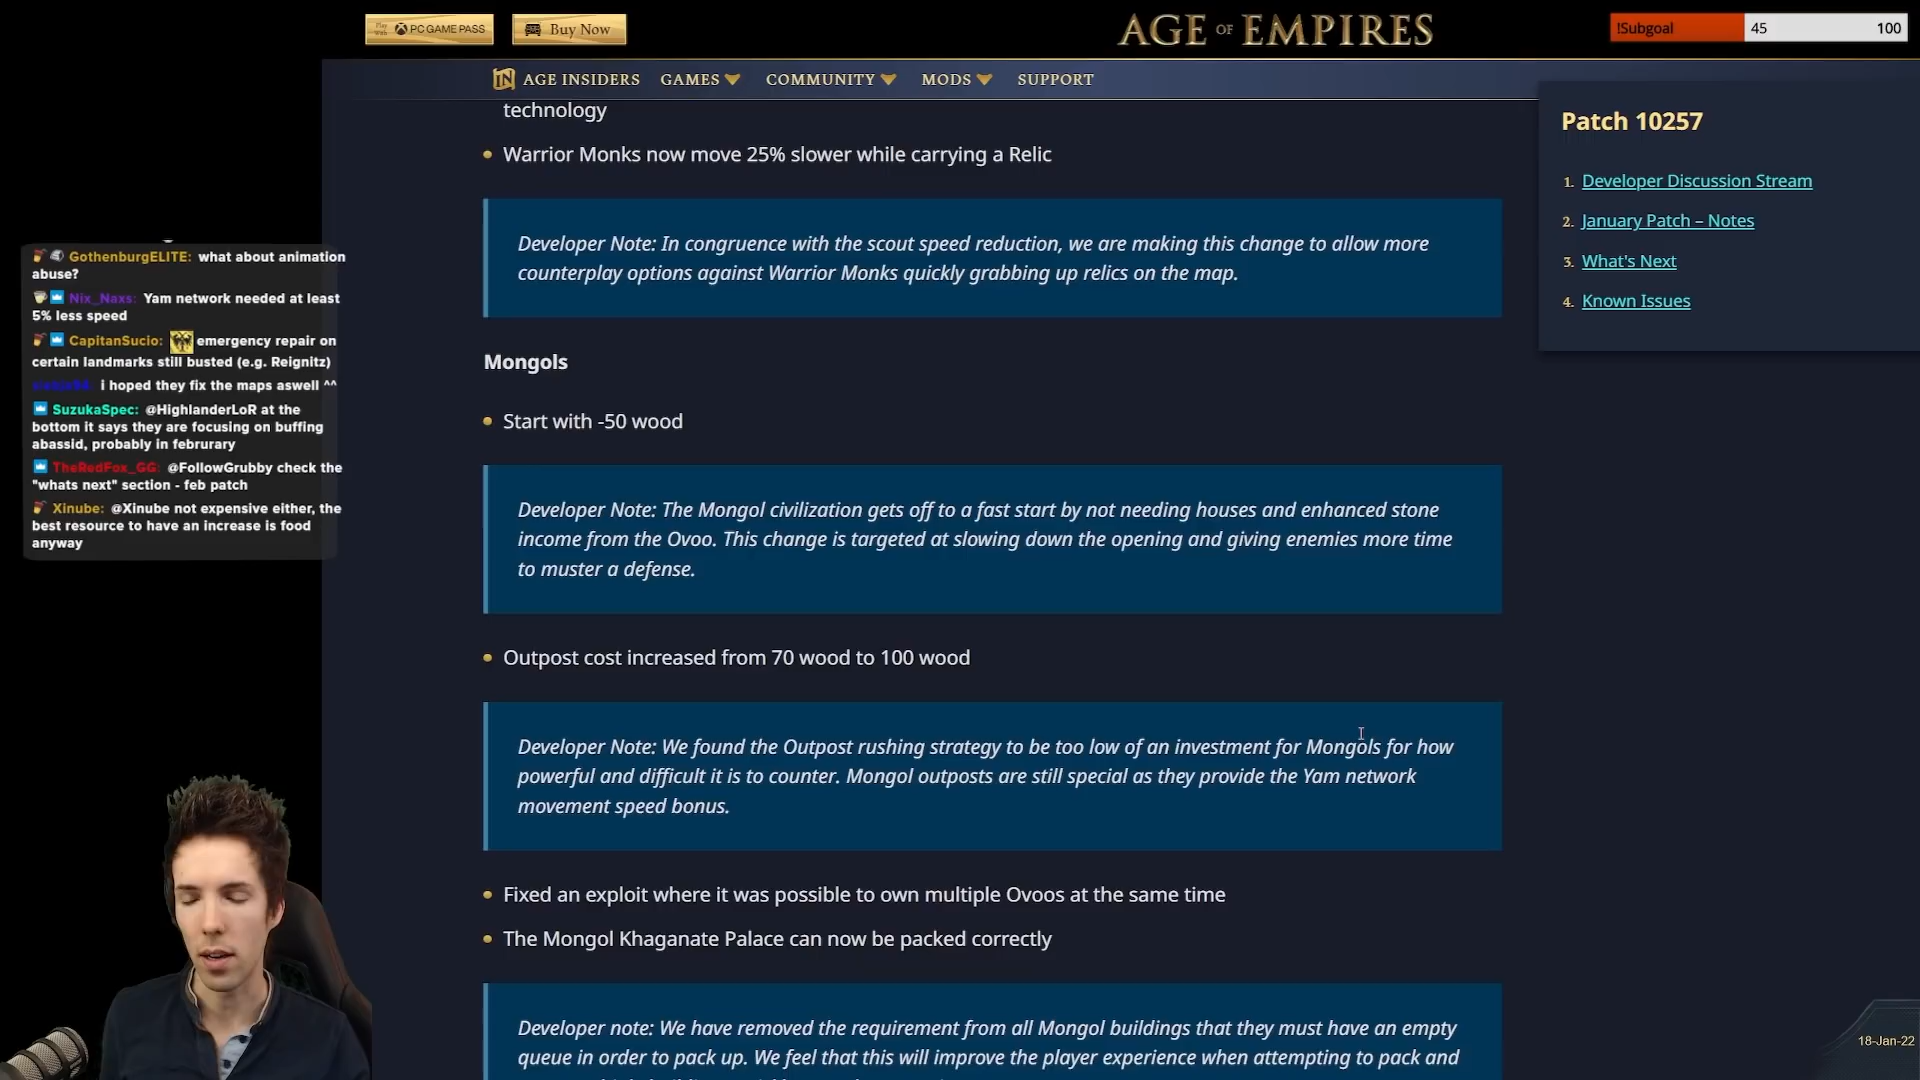 Play With PC GAME PASS
Buy Now
AGE OF EMPIRES
!Subgoal 45 100
AGE INSIDERS GAMES COMMUNITY MODS SUPPORT
technology
Warrior Monks now move 25% slower while carrying a Relic
Developer Note: In congruence with the scout speed reduction, we are making this change to allow more
counterplay options against Warrior Monks quickly grabbing up relics on the map.
Mongols
Start with -50 wood
Developer Note: The Mongol civilization gets off to a fast start by not needing houses and enhanced stone
income from the Ovoo. This change is targeted at slowing down the opening and giving enemies more time
to muster a defense.
Outpost cost increased from 70 wood to 100 wood
Developer Note: We found the Outpost rushing strategy to be too low of an investment for Mongols for how
powerful and difficult it is to counter. Mongol outposts are still special as they provide the Yam network
movement speed bonus.
Fixed an exploit where it was possible to own multiple Ovoos at the same time
The Mongol Khaganate Palace can now be packed correctly
Developer note: We have removed the requirement from all Mongol buildings that they must have an empty
queue in order to pack up. We feel that this will improve the player experience when attempting to pack and
Patch 10257
1. Developer Discussion Stream
2. January Patch – Notes
3. What's Next
4. Known Issues
GothenburgELITE: what about animation
abuse?
Nix_Naxs: Yam network needed at least
5% less speed
CapitanSucio: emergency repair on
certain landmarks still busted (e.g. Reignitz)
i hoped they fix the maps aswell ^^
SuzukaSpec: @HighlanderLoR at the
bottom it says they are focusing on buffing
abassid, probably in februrary
TheRedFox_GG: @FollowGrubby check the
"whats next" section - feb patch
Xinube: @Xinube not expensive either, the
best resource to have an increase is food
anyway
18-Jan-22